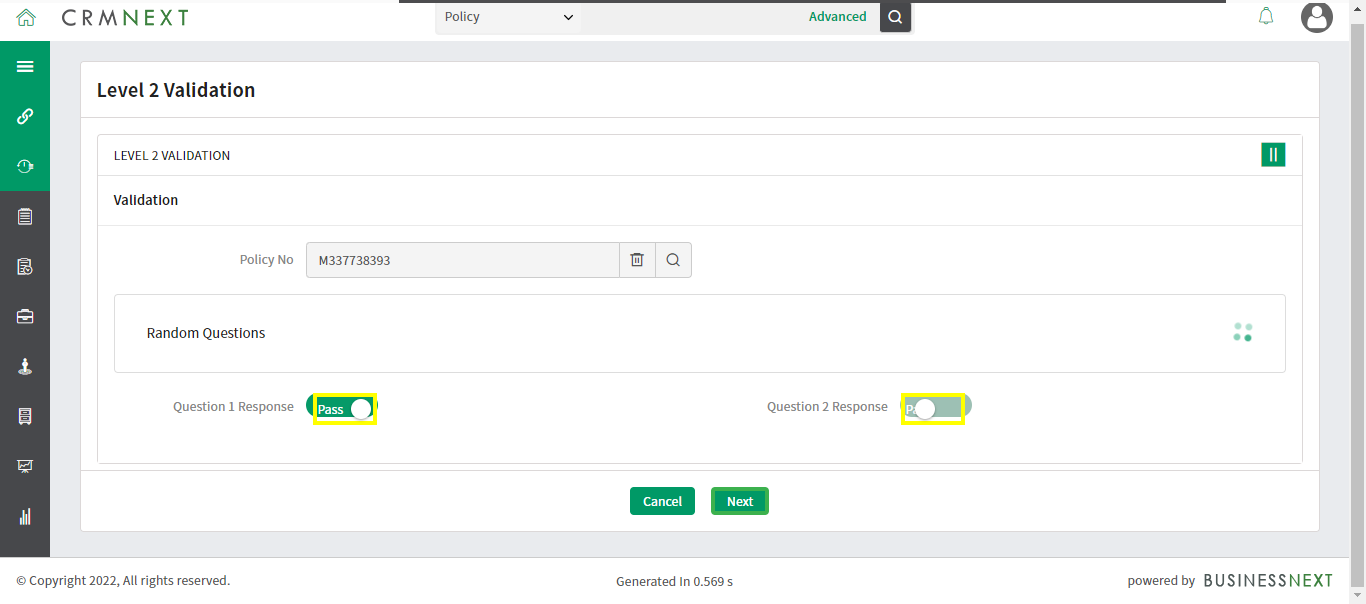 CRMNEXT
Policy
Advanced
Level 2 Validation
LEVEL 2 VALIDATION
Validation
Policy No
M337738393
Random Questions
Question 1 Response
Pass
Question 2 Response
Cancel
Next
© Copyright 2022, All rights reserved.
Generated In 0.569 s
powered by BUSINESSNEXT